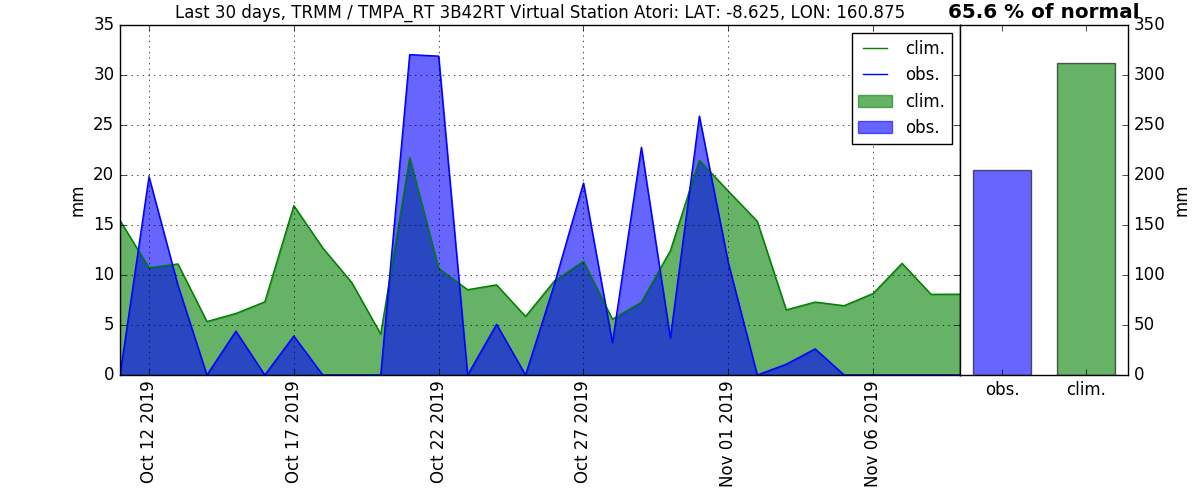 Last 30 days, TRMM / TMPA_RT 3B42RT Virtual Station Atori: LAT: -8.625, LON: 160.875
65.6 % of normal
35
30
25
20
15
10
5
0
mm
clim.
obs.
clim.
obs.
350
300
250
200
150
100
50
0
mm
obs.
clim.
Oct 12 2019
Oct 17 2019
Oct 22 2019
Oct 27 2019
Nov 01 2019
Nov 06 2019